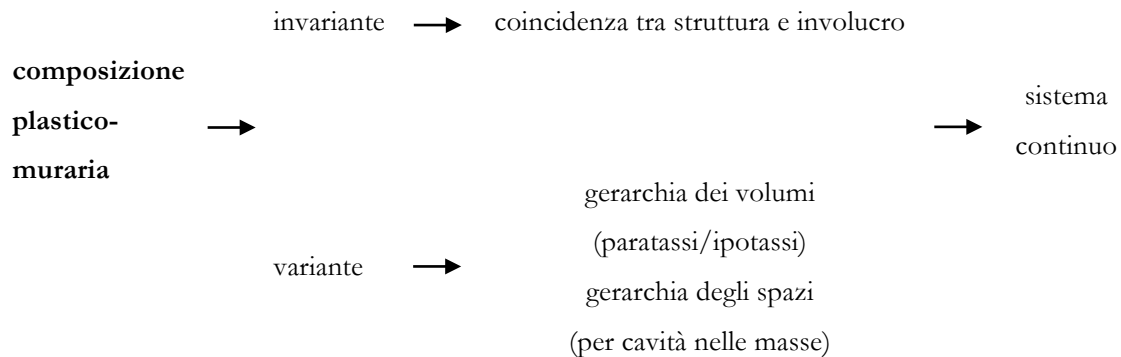 invariante
coincidenza tra struttura e involucro
composizione
plastico-
muraria
sistema
continuo
variante
gerarchia dei volumi
(paratassi/ipotassi)
gerarchia degli spazi
(per cavità nelle masse)